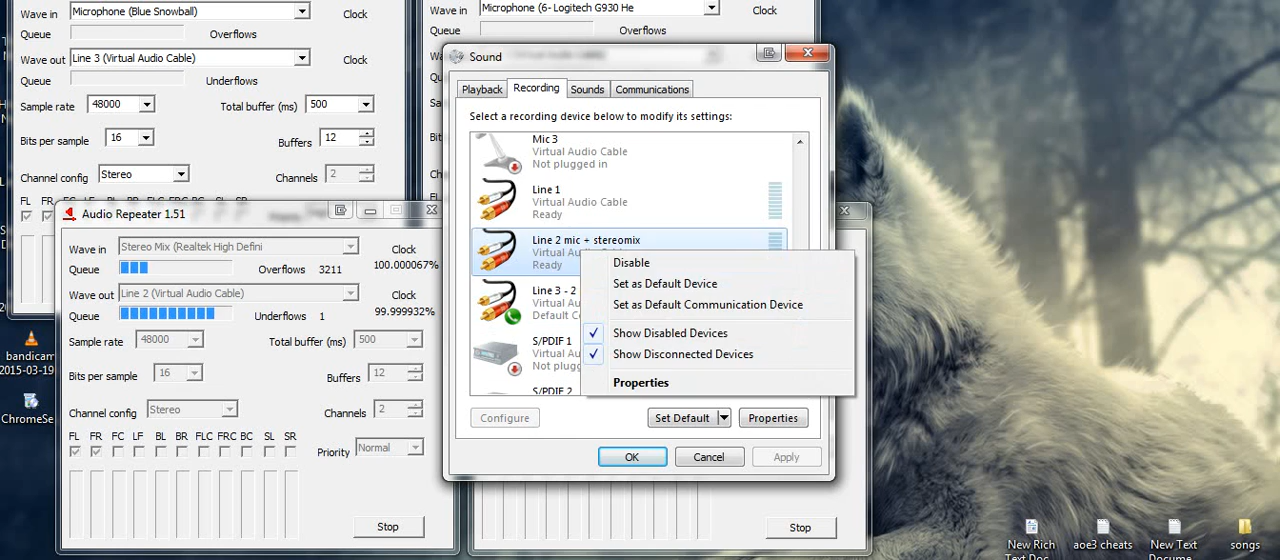 Wave in
Microphone (Blue Snowball)
Clock
Queue
Overflows
Wave out
Line 3 (Virtual Audio Cable)
Clock
Queue
Underflows
Sample rate
48000
Total buffer (ms)
500
Bits per sample
16
Buffers
12
Channel config
Stereo
Channels
2
FL
Microphone (6- Logitech G930 He
Clock
Queue
Overflows
Sound
Playback
Recording
Sounds
Communications
Select a recording device below to modify its settings:
Mic 3
Virtual Audio Cable
Not plugged in
Line 1
Virtual Audio Cable
Ready
Line 2 mic + stereomix
Ready
Line 3 - 2
Default C
S/PDIF 1
Not plug
S/PDIF 2
Disable
Set as Default Device
Set as Default Communication Device
Show Disabled Devices
Show Disconnected Devices
Properties
Configure
Set Default
Properties
OK
Cancel
Apply
Audio Repeater 1.51
Wave in
Stereo Mix (Realtek High Defini
Clock
Queue
Overflows
3211
100.000067%
Wave out
Line 2 (Virtual Audio Cable)
Clock
Queue
Underflows
1
99.999932%
Sample rate
48000
Total buffer (ms)
500
Bits per sample
16
Buffers
12
Channel config
Stereo
Channels
2
FL FR FC LF BL BR FLC FRC BC SL SR
Priority
Normal
Stop
Stop
bandicam
2015-03-19
ChromeSe
New Rich
Text Doc
aoe3 cheats
New Text
Docume
songs